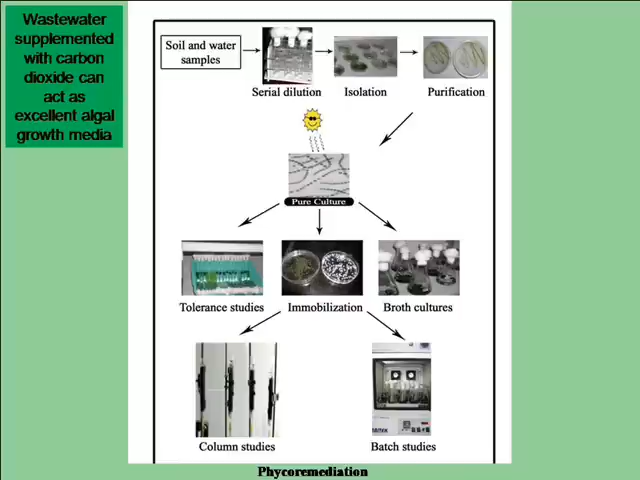 Wastewater
supplemented
with carbon
dioxide can
act as
excellent algal
growth media
Soil and water
samples
Serial dilution
Isolation
Purification
Pure Culture
Tolerance studies
Immobilization
Broth cultures
Column studies
Batch studies
Phycoremediation